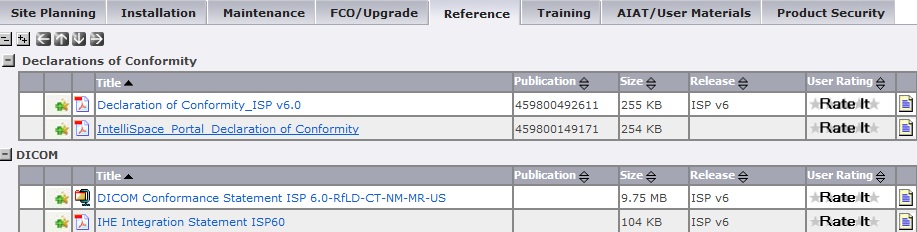 Site Planning Installation Maintenance FCO/Upgrade Reference Training AIAT/User Materials Product Security
Declarations of Conformity
Title Publication Size Release User Rating
Declaration of Conformity_ISP v6.0 459800492611 255 KB ISP v6 Rate It
IntelliSpace_Portal_Declaration of Conformity 459800149171 254 KB Rate It
DICOM
Title Publication Size Release User Rating
DICOM Conformance Statement ISP 6.0-RfLD-CT-NM-MR-US 9.75 MB ISP v6 Rate It
IHE Integration Statement ISP60 104 KB ISP v6 Rate It